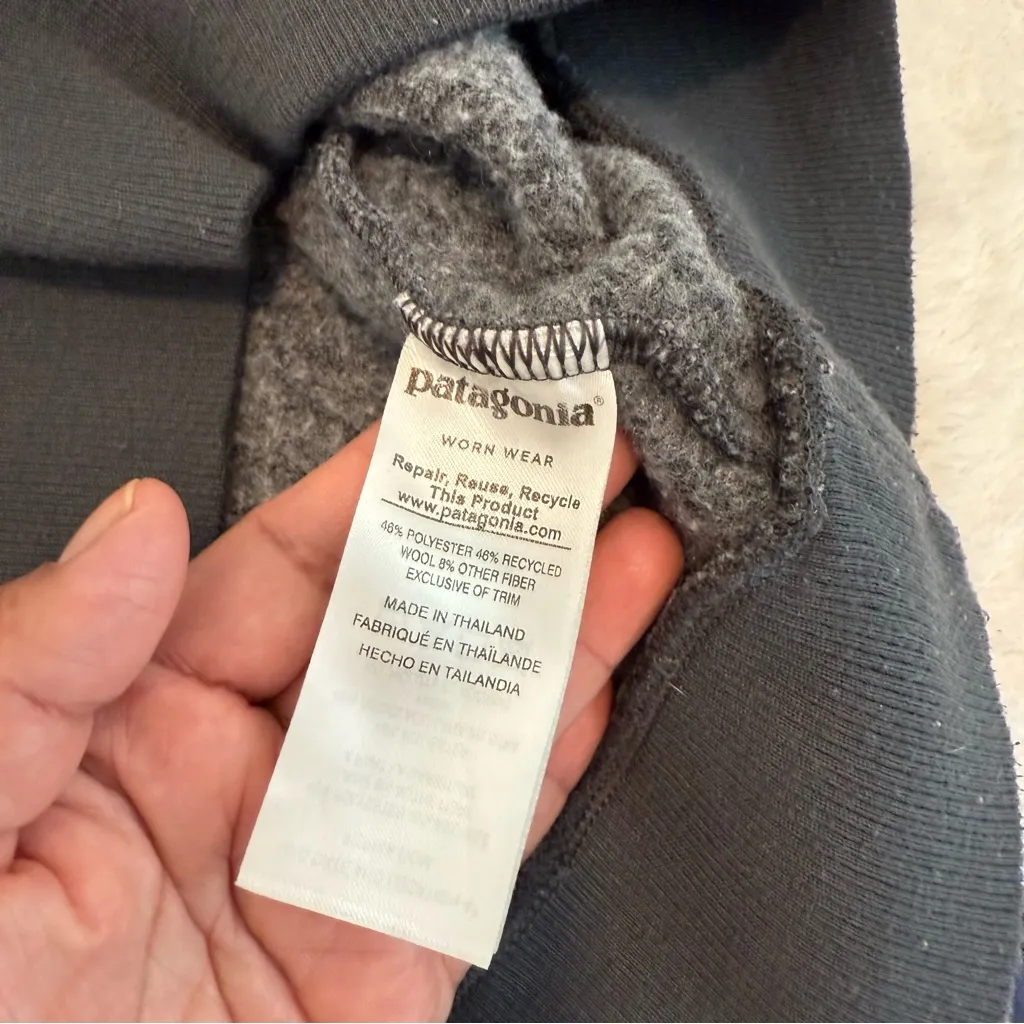 patagonia®
WORN WEAR
Repair, Reuse, Recycle
This Product
www.patagonia.com
46% POLYESTER 46% RECYCLED
WOOL 8% OTHER FIBER
EXCLUSIVE OF TRIM
MADE IN THAILAND
FABRIQUÉ EN THAÏLANDE
HECHO EN TAILANDIA